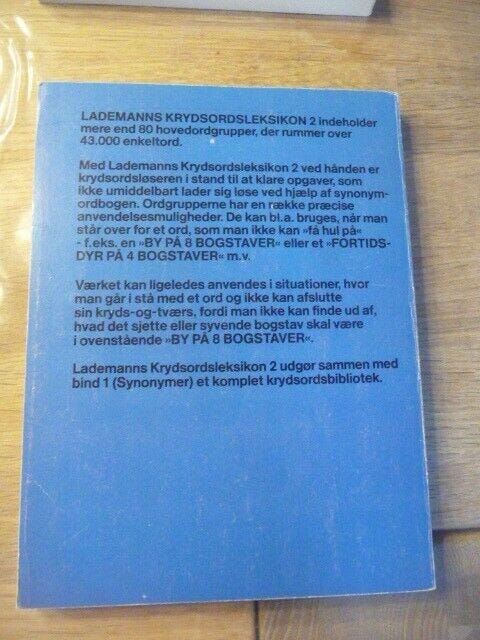 LADEMANNS KRYDSORDSLEKSIKON 2 indeholder
mere end 80 hovedordgrupper, der rummer over
43.000 enkeltord.
Med Lademanns Krydsordsleksikon 2 ved hånden er
krydsordsløseren i stand til at klare opgaver, som
ikke umiddelbart lader sig løse ved hjælp af synonym-
ordbogen. Ordgrupperne har en række præcise
anvendelsesmuligheder. De kan bl.a. bruges, når man
står over for et ord, som man ikke kan »få hul på«
- f.eks. en »BY PÅ 8 BOGSTAVER« eller et »FORTIDS-
DYR PÅ 4 BOGSTAVER« m.v.
Værket kan ligeledes anvendes i situationer, hvor
man går i stå med et ord og ikke kan afslutte
sin kryds-og-tværs, fordi man ikke kan finde ud af,
hvad det sjette eller syvende bogstav skal være
i ovenstående »BY PÅ 8 BOGSTAVER«.
Lademanns Krydsordsleksikon 2 udgør sammen med
bind 1 (Synonymer) et komplet krydsordsbibliotek.